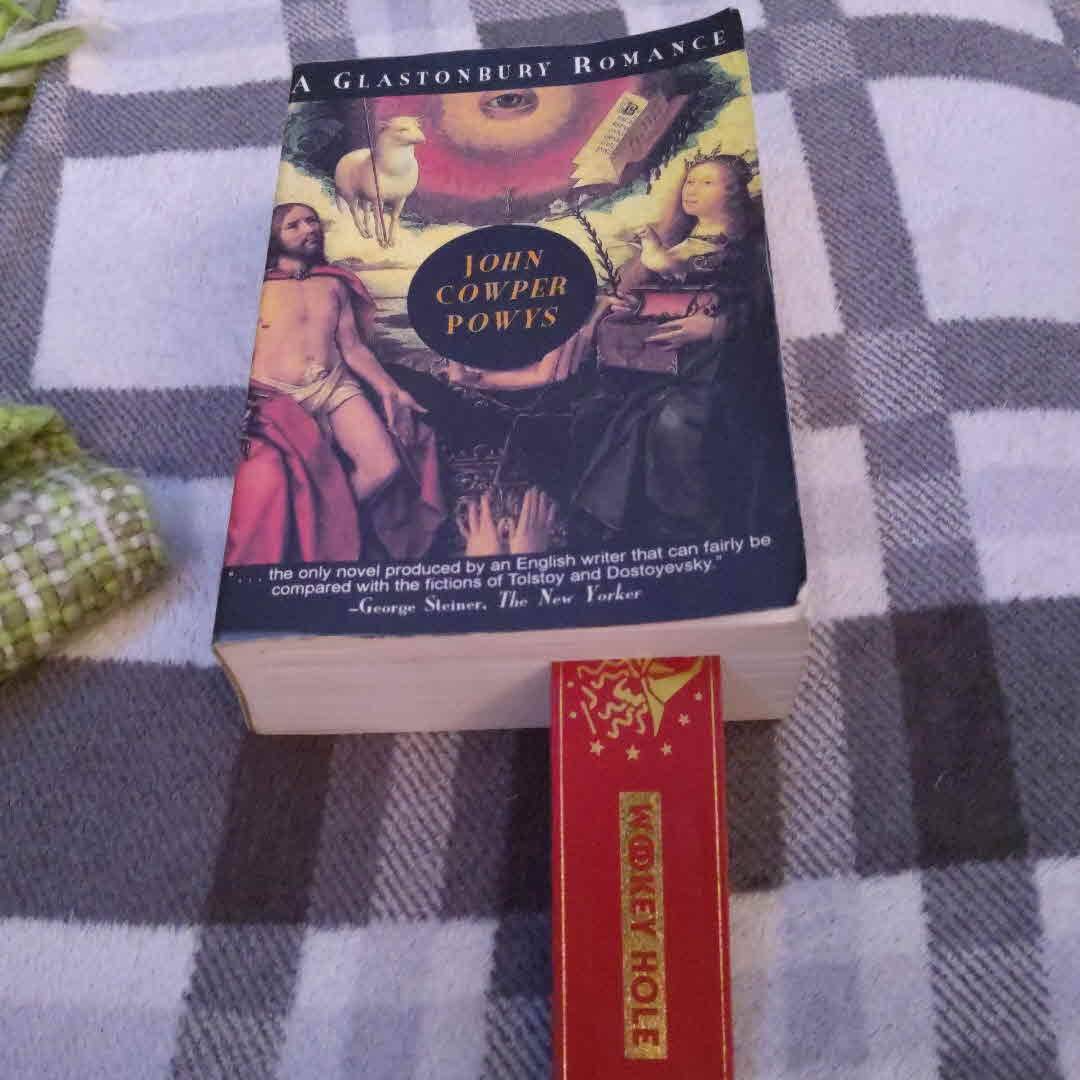 A GLASTONBURY ROMANCE
JOHN
COWPER
POWYS
"... the only novel produced by an English writer that can fairly be
compared with the fictions of Tolstoy and Dostoyevsky."
–George Steiner, The New Yorker
WOOKEY HOLE